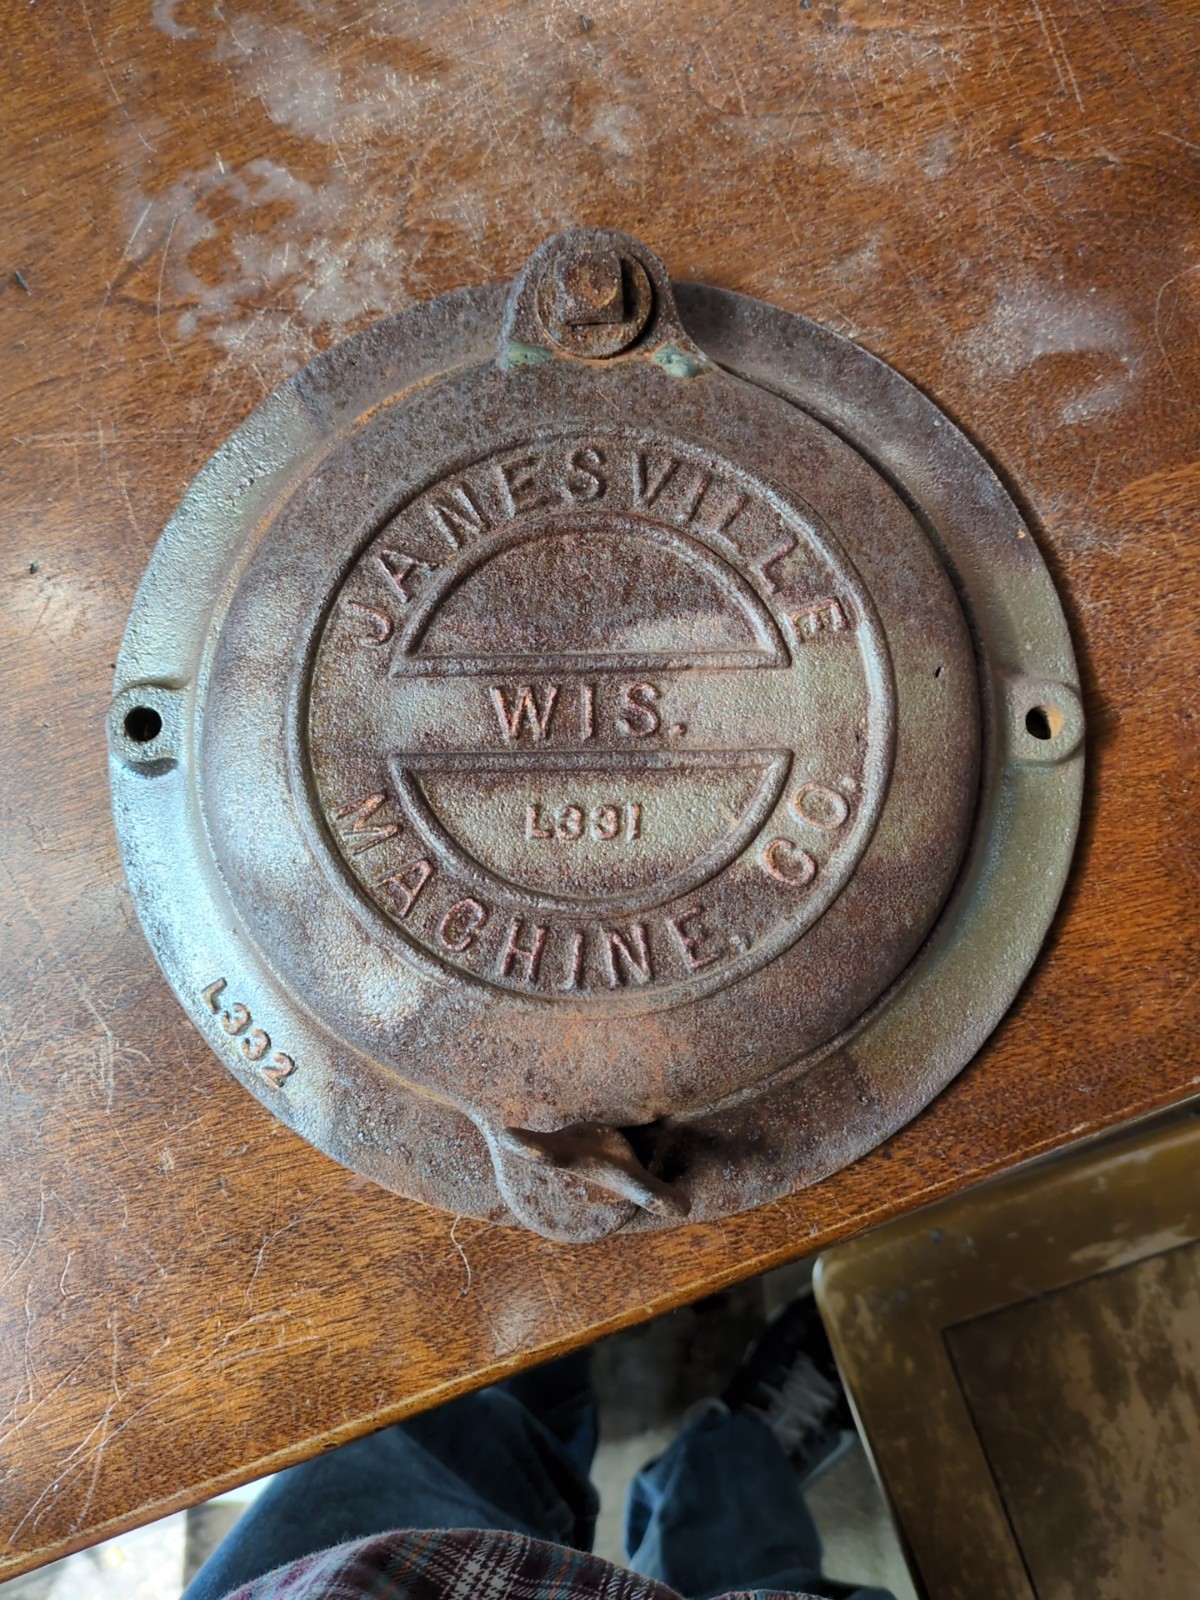 JANESVILLE
WIS.
L331
MACHINE. CO.
L332